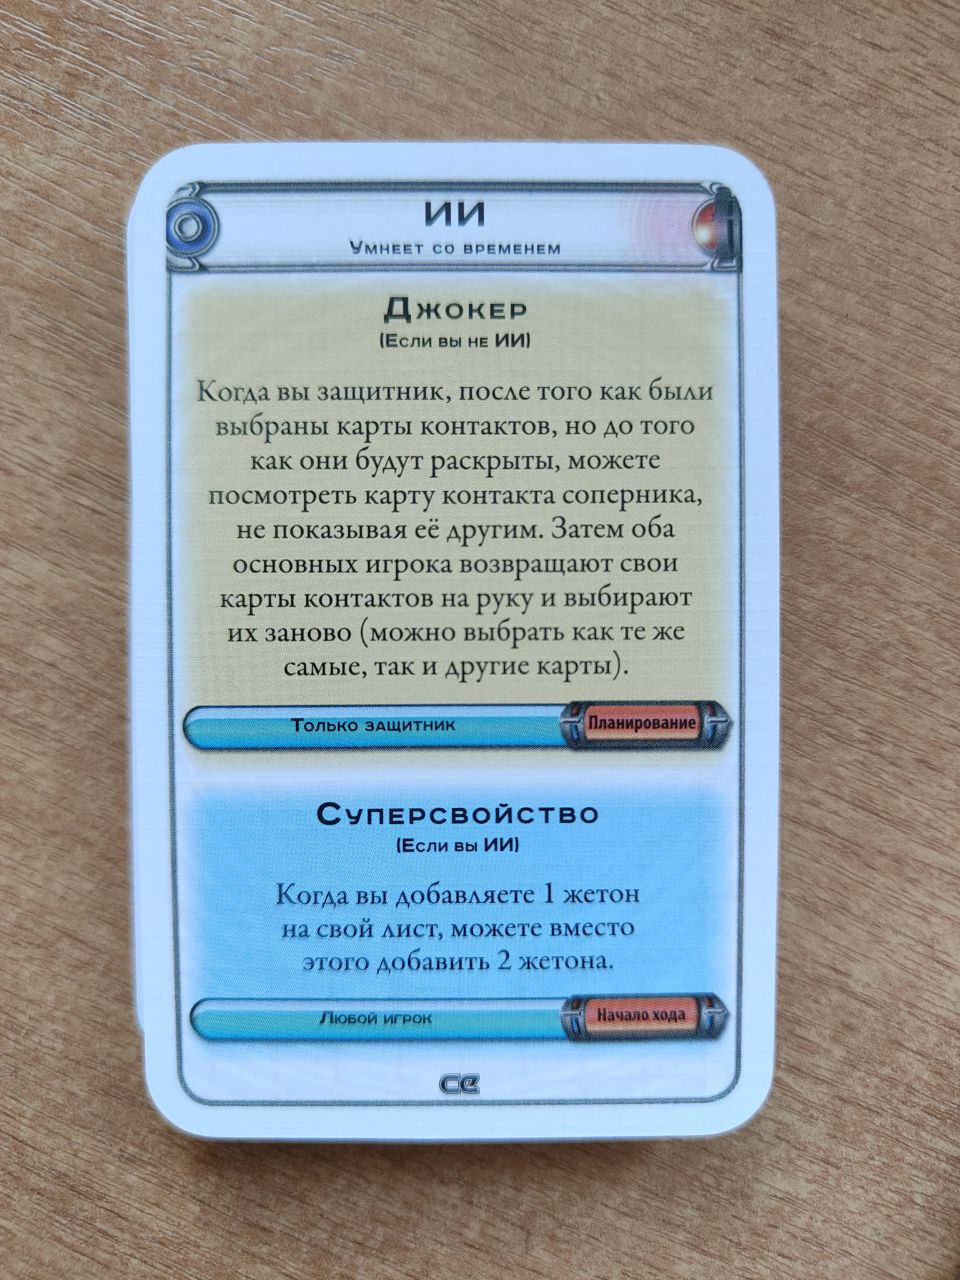 ИИ
Умнеет со временем
Джокер
(Если вы не ИИ)
Когда вы защитник, после того как были
выбраны карты контактов, но до того
как они будут раскрыты, можете
посмотреть карту контакта соперника,
не показывая её другим. Затем оба
основных игрока возвращают свои
карты контактов на руку и выбирают
их заново (можно выбрать как те же
самые, так и другие карты).
Только защитник
Планирование
Суперсвойство
(Если вы ИИ)
Когда вы добавляете 1 жетон
на свой лист, можете вместо
этого добавить 2 жетона.
Любой игрок
Начало хода
CE